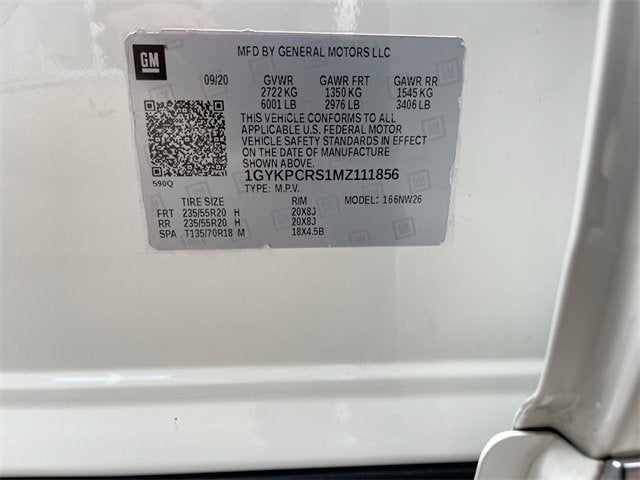 GM
MFD BY GENERAL MOTORS LLC
09/20 GVWR GAWR FRT GAWR RR
2722 KG 1350 KG 1545 KG
6001 LB 2976 LB 3406 LB
THIS VEHICLE CONFORMS TO ALL
APPLICABLE U.S. FEDERAL MOTOR
VEHICLE SAFETY STANDARDS IN EFFECT
ON THE DATE OF MANUFACTURE
SHOWN ABOVE.
590Q
1GYKPCRS1MZ111856
TYPE: M.P.V. MODEL: 166NW26
TIRE SIZE RIM
FRT 235/55R20 H 20X8J
RR 235/55R20 H 20X8J
SPA T135/70R18 M 18X4.5B